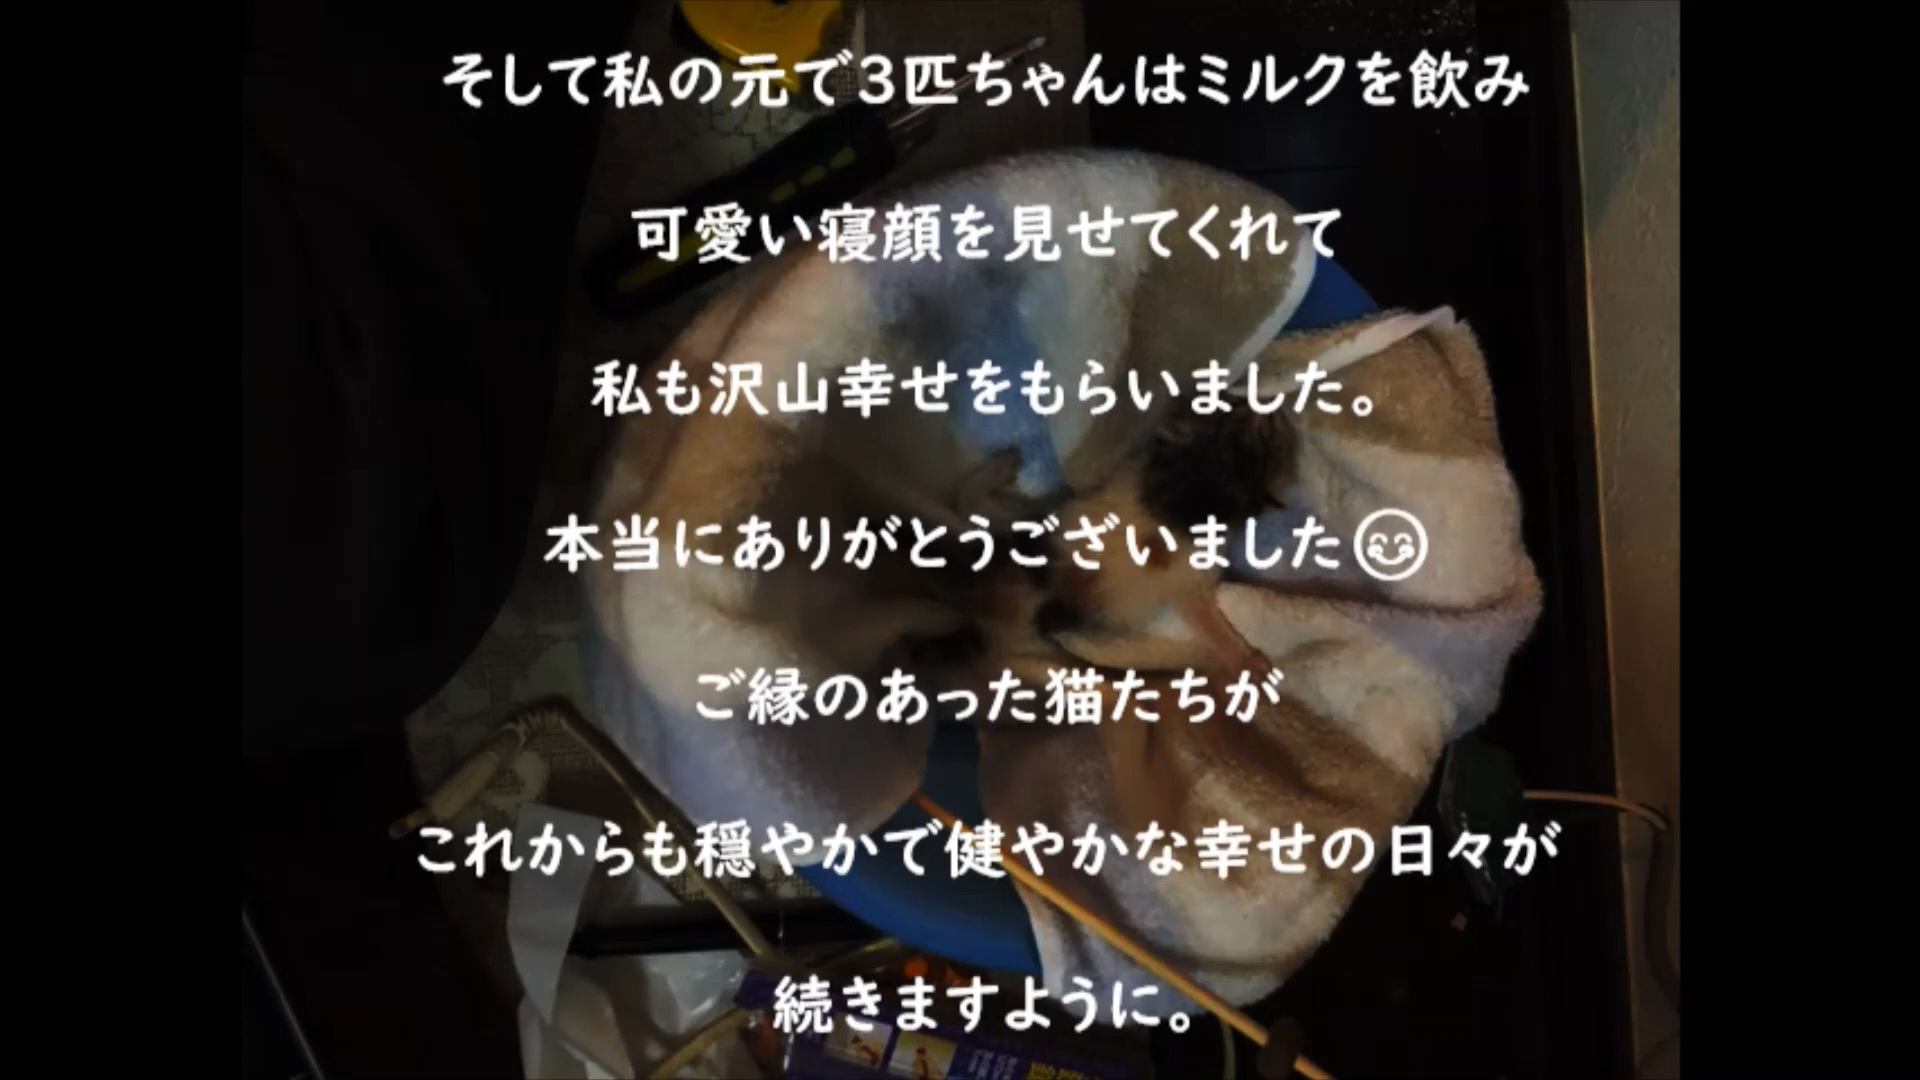 そして私の元で３匹ちゃんはミルクを飲み
可愛い寝顔を見せてくれて
私も沢山幸せをもらいました。
本当にありがとうございました😊
ご縁のあった猫たちが
これからも穏やかで健やかな幸せの日々が
続きますように。